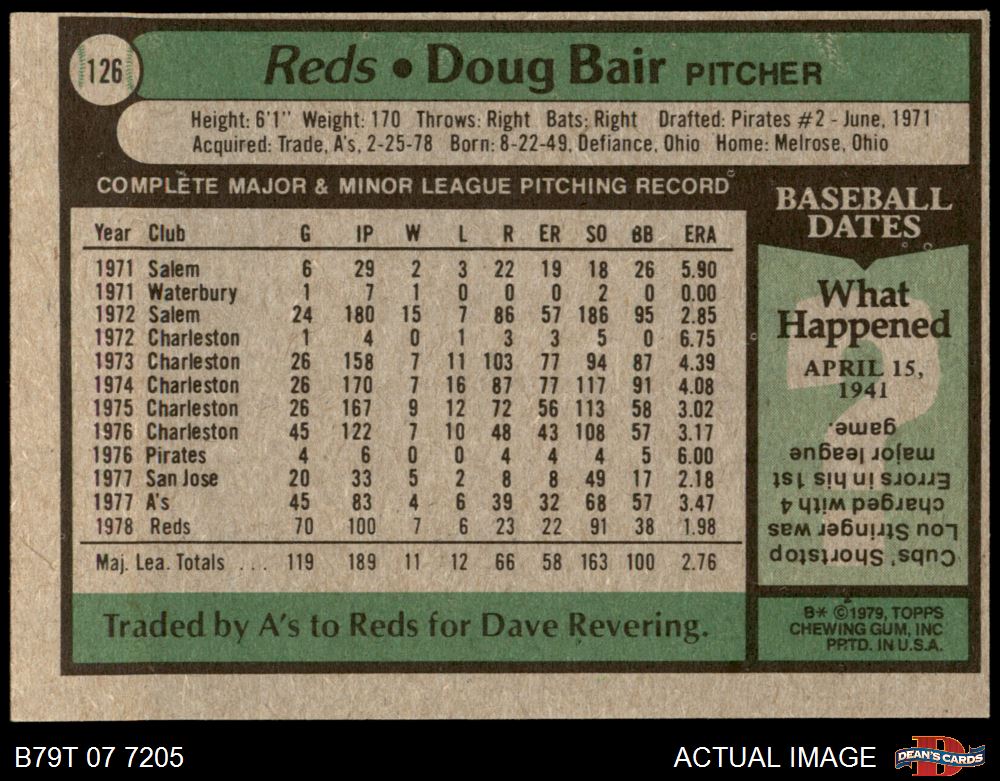 126
Reds • Doug Bair PITCHER
Height: 6'1" Weight: 170 Throws: Right Bats: Right Drafted: Pirates #2 - June, 1971
Acquired: Trade, A's, 2-25-78 Born: 8-22-49, Defiance, Ohio Home: Melrose, Ohio
COMPLETE MAJOR & MINOR LEAGUE PITCHING RECORD
Year Club G IP W L R ER SO BB ERA
1971 Salem 6 29 2 3 22 19 18 26 5.90
1971 Waterbury 1 7 1 0 0 0 2 0 0.00
1972 Salem 24 180 15 7 86 57 186 95 2.85
1972 Charleston 1 4 0 1 3 3 5 0 6.75
1973 Charleston 26 158 7 11 103 77 94 87 4.39
1974 Charleston 26 170 7 16 87 77 117 91 4.08
1975 Charleston 26 167 9 12 72 56 113 58 3.02
1976 Charleston 45 122 7 10 48 43 108 57 3.17
1976 Pirates 4 6 0 0 4 4 4 5 6.00
1977 San Jose 20 33 5 2 8 8 49 17 2.18
1977 A's 45 83 4 6 39 32 68 57 3.47
1978 Reds 70 100 7 6 23 22 91 38 1.98
Maj. Lea. Totals ... 119 189 11 12 66 58 163 100 2.76
Traded by A's to Reds for Dave Revering.
BASEBALL
DATES
What
Happened
APRIL 15,
1941
Cubs' Shortstop
Lou Stringer was
charged with 4
Errors in his 1st
major league
game.
B* ©1979, TOPPS
CHEWING GUM, INC
PRTD. IN U.S.A.
B79T 07 7205
ACTUAL IMAGE
D
DEAN'S CARDS